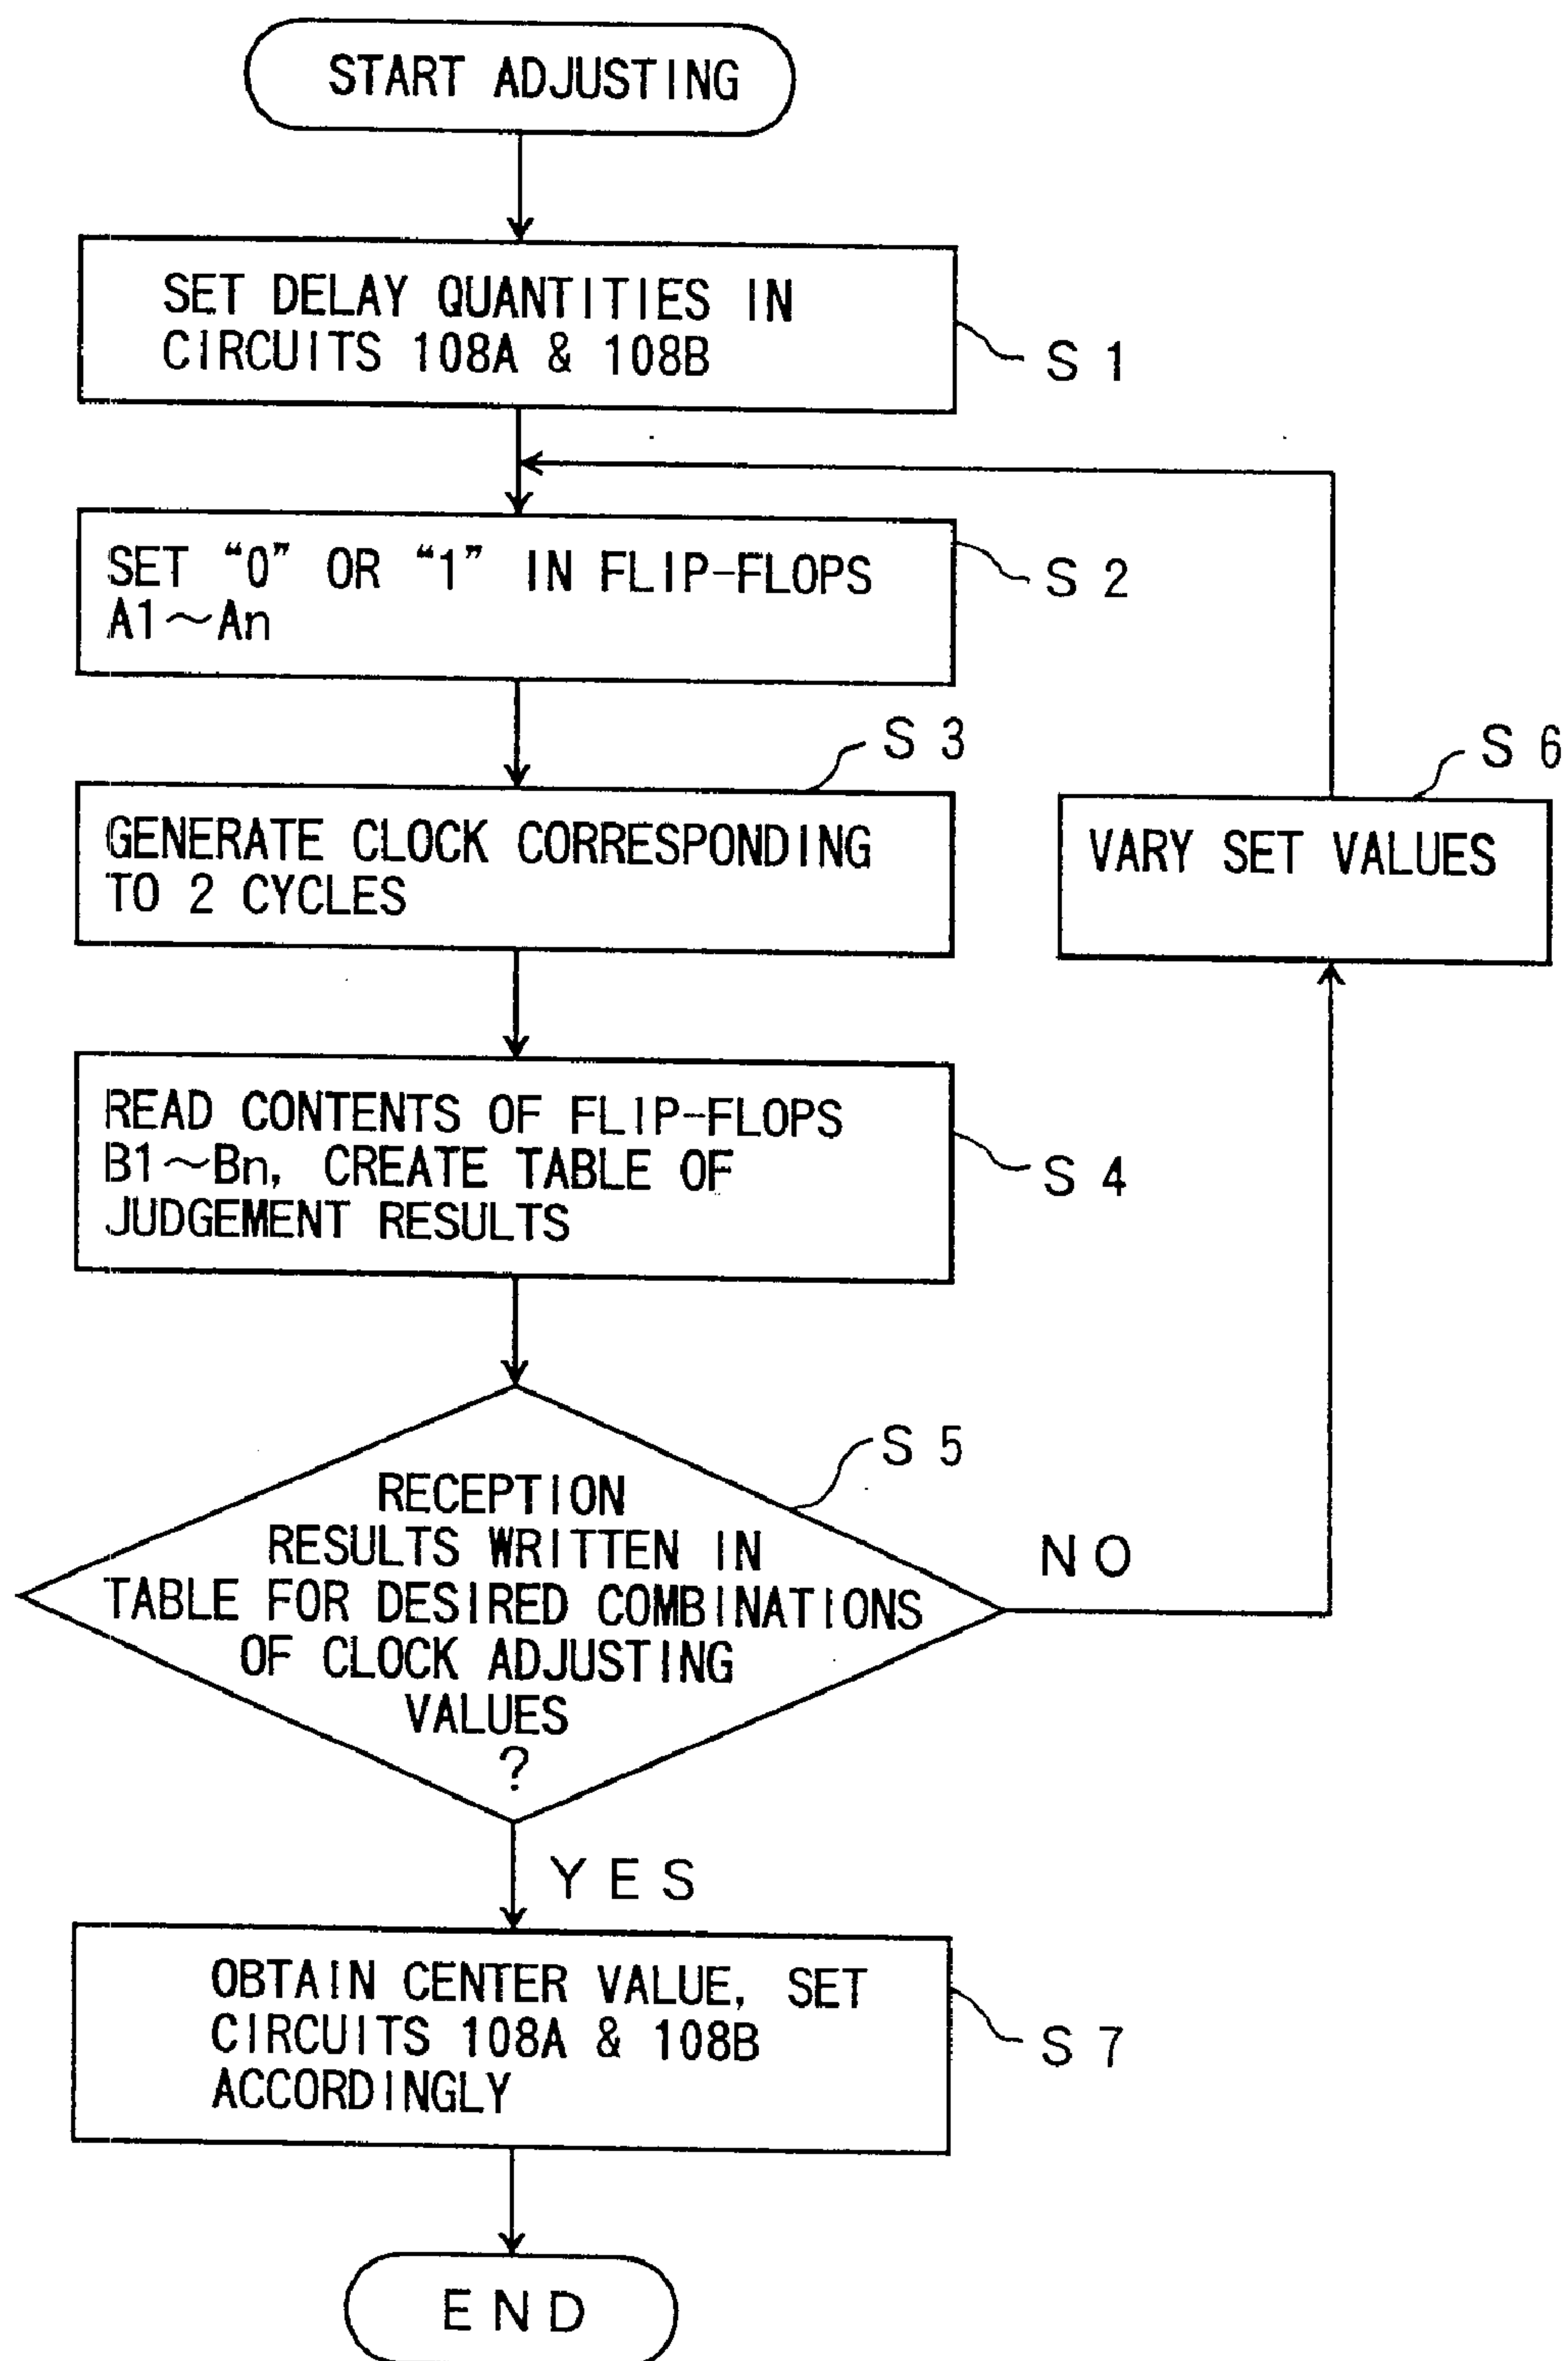 START ADJUSTING
SET DELAY QUANTITIES IN
CIRCUITS 108A & 108B
S 1
SET “0” OR “1” IN FLIP-FLOPS
A1～An
S 2
S 3
GENERATE CLOCK CORRESPONDING
TO 2 CYCLES
S 6
VARY SET VALUES
READ CONTENTS OF FLIP-FLOPS
B1～Bn, CREATE TABLE OF
JUDGEMENT RESULTS
S 4
S 5
RECEPTION
RESULTS WRITTEN IN
TABLE FOR DESIRED COMBINATIONS
OF CLOCK ADJUSTING
VALUES
?
NO
YES
OBTAIN CENTER VALUE, SET
CIRCUITS 108A & 108B
ACCORDINGLY
S 7
END